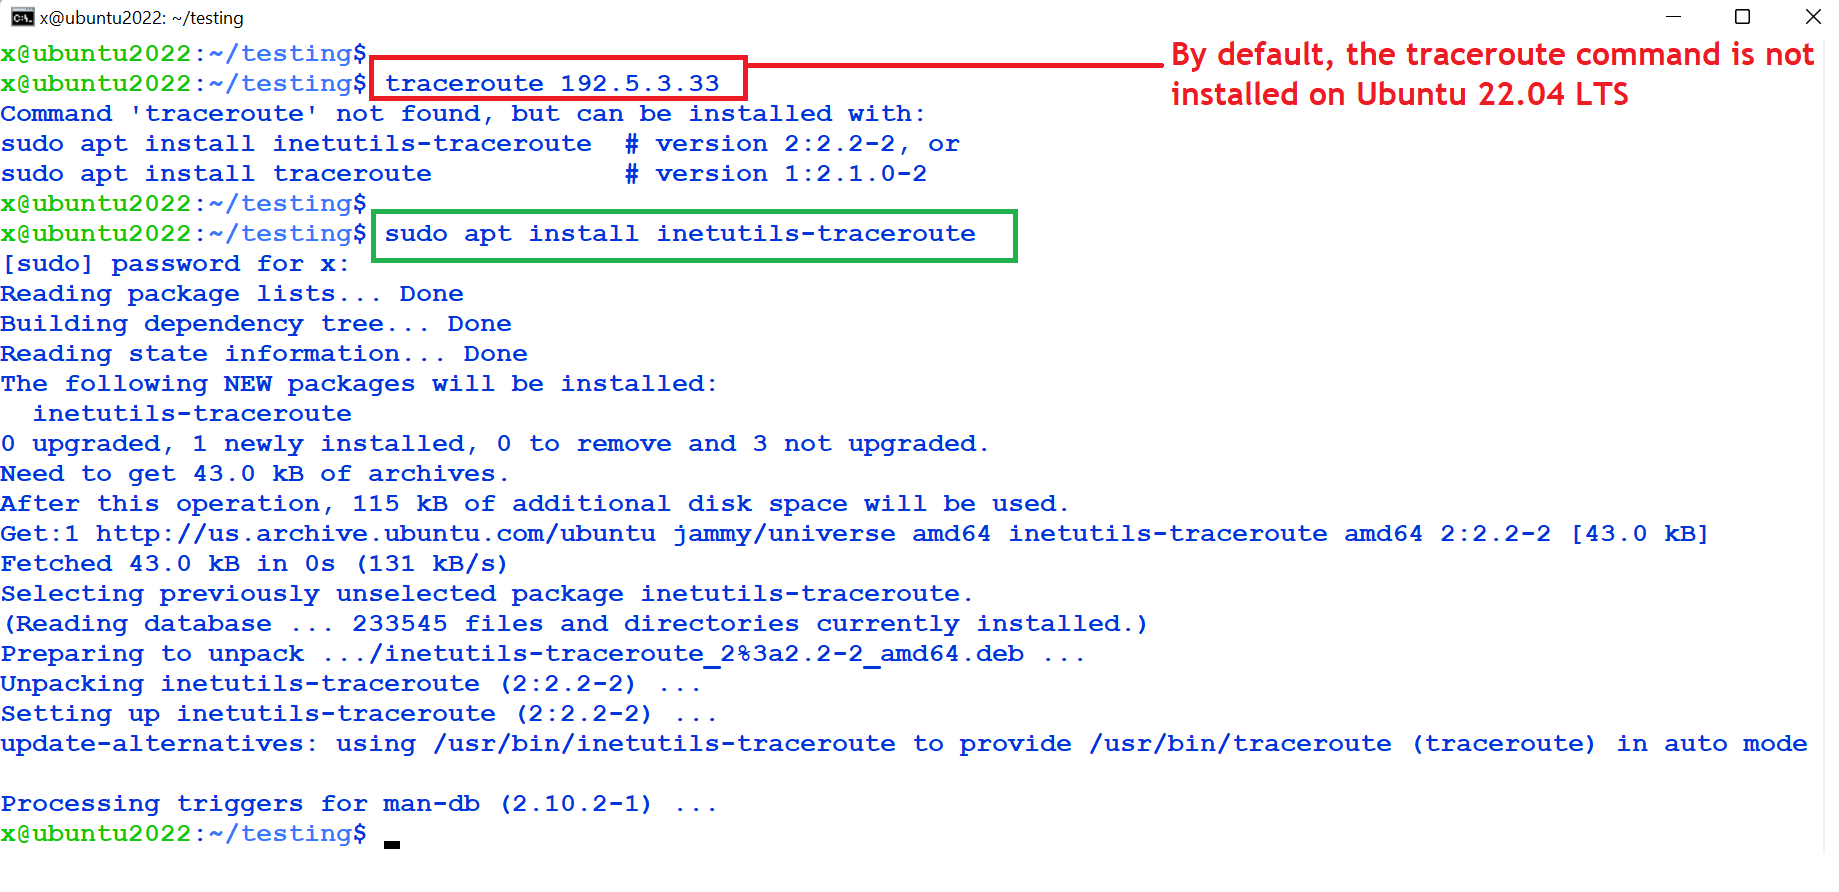 x@ubuntu2022: ~/testing
x@ubuntu2022:~/testing$
x@ubuntu2022:~/testing$ traceroute 192.5.3.33
By default, the traceroute command is not
installed on Ubuntu 22.04 LTS
Command 'traceroute' not found, but can be installed with:
sudo apt install inetutils-traceroute  # version 2:2.2-2, or
sudo apt install traceroute            # version 1:2.1.0-2
x@ubuntu2022:~/testing$
x@ubuntu2022:~/testing$ sudo apt install inetutils-traceroute
[sudo] password for x:
Reading package lists... Done
Building dependency tree... Done
Reading state information... Done
The following NEW packages will be installed:
  inetutils-traceroute
0 upgraded, 1 newly installed, 0 to remove and 3 not upgraded.
Need to get 43.0 kB of archives.
After this operation, 115 kB of additional disk space will be used.
Get:1 http://us.archive.ubuntu.com/ubuntu jammy/universe amd64 inetutils-traceroute amd64 2:2.2-2 [43.0 kB]
Fetched 43.0 kB in 0s (131 kB/s)
Selecting previously unselected package inetutils-traceroute.
(Reading database ... 233545 files and directories currently installed.)
Preparing to unpack .../inetutils-traceroute_2%3a2.2-2_amd64.deb ...
Unpacking inetutils-traceroute (2:2.2-2) ...
Setting up inetutils-traceroute (2:2.2-2) ...
update-alternatives: using /usr/bin/inetutils-traceroute to provide /usr/bin/traceroute (traceroute) in auto mode
Processing triggers for man-db (2.10.2-1) ...
x@ubuntu2022:~/testing$